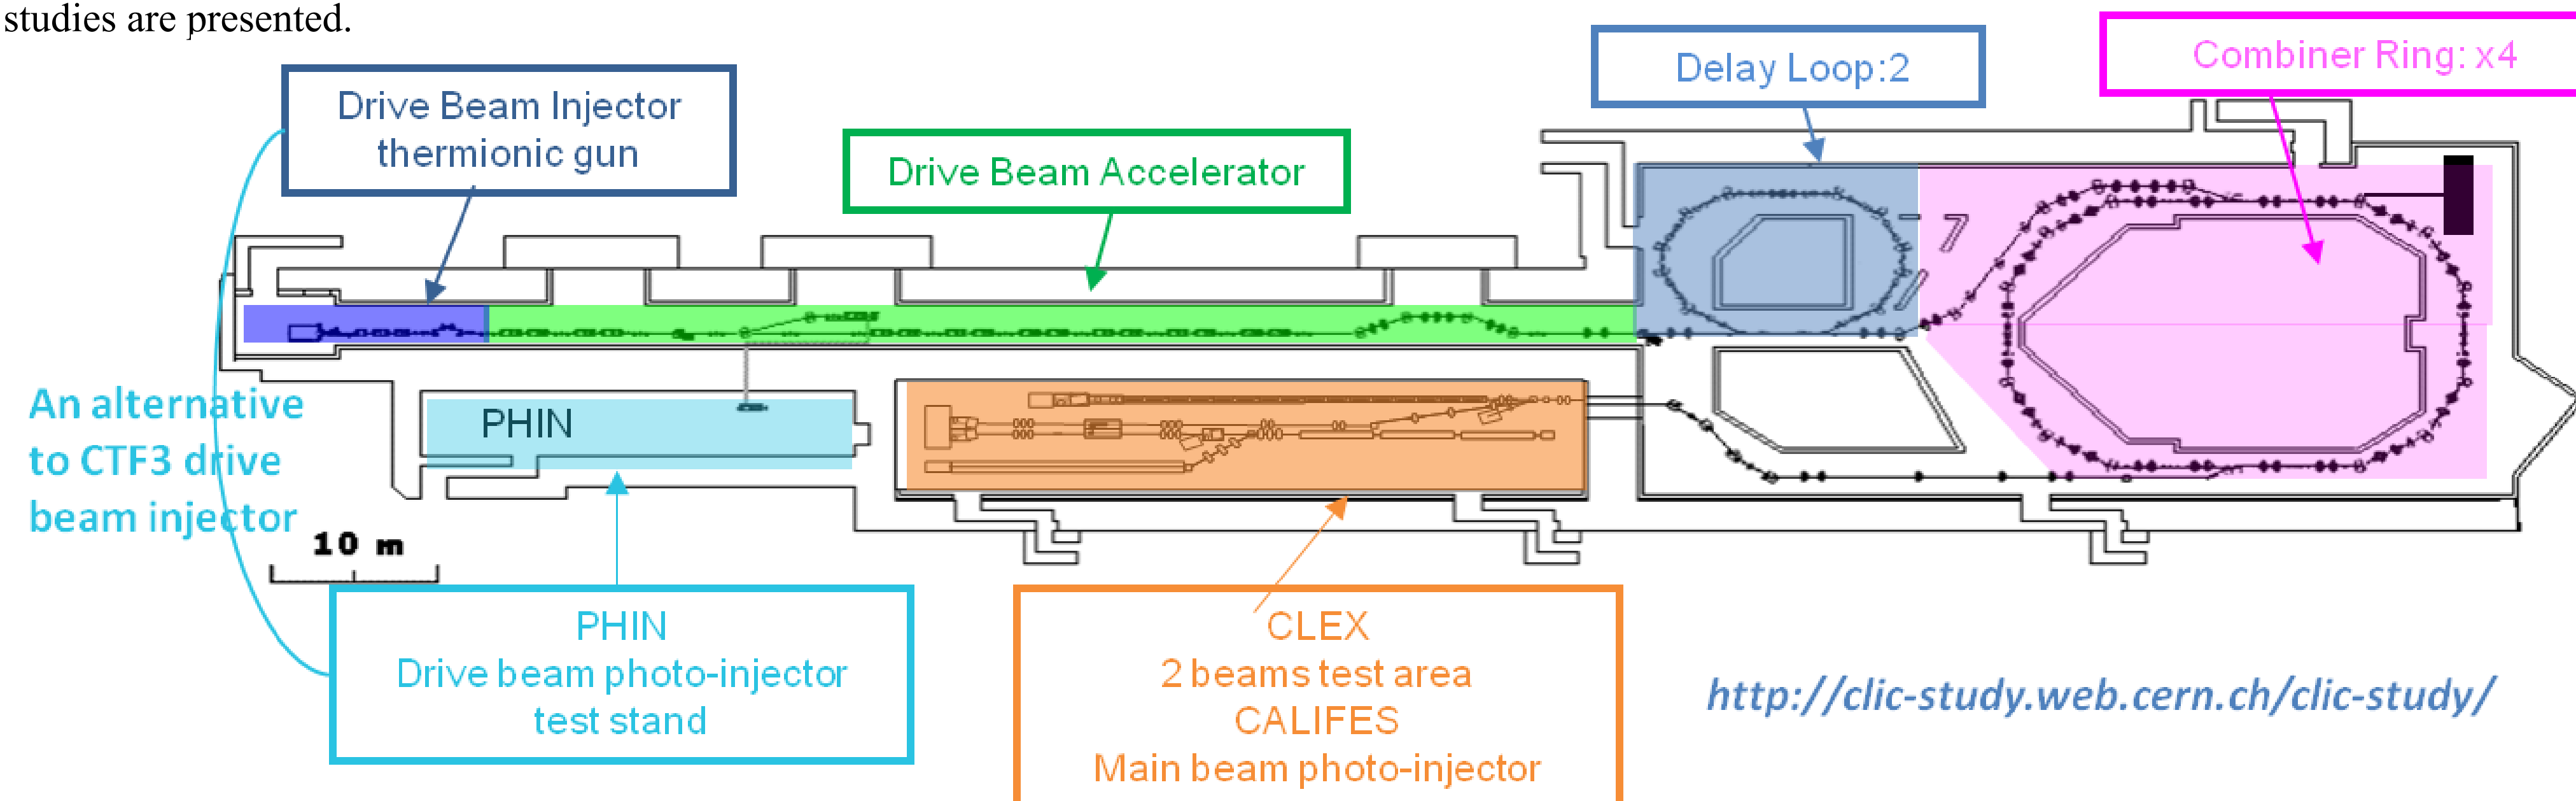 studies are presented.
Drive Beam Injector
thermionic gun
Drive Beam Accelerator
Delay Loop:2
Combiner Ring: x4
An alternative
to CTF3 drive
beam injector
PHIN
10 m
PHIN
Drive beam photo-injector
test stand
CLEX
2 beams test area
CALIFES
Main beam photo-injector
http://clic-study.web.cern.ch/clic-study/